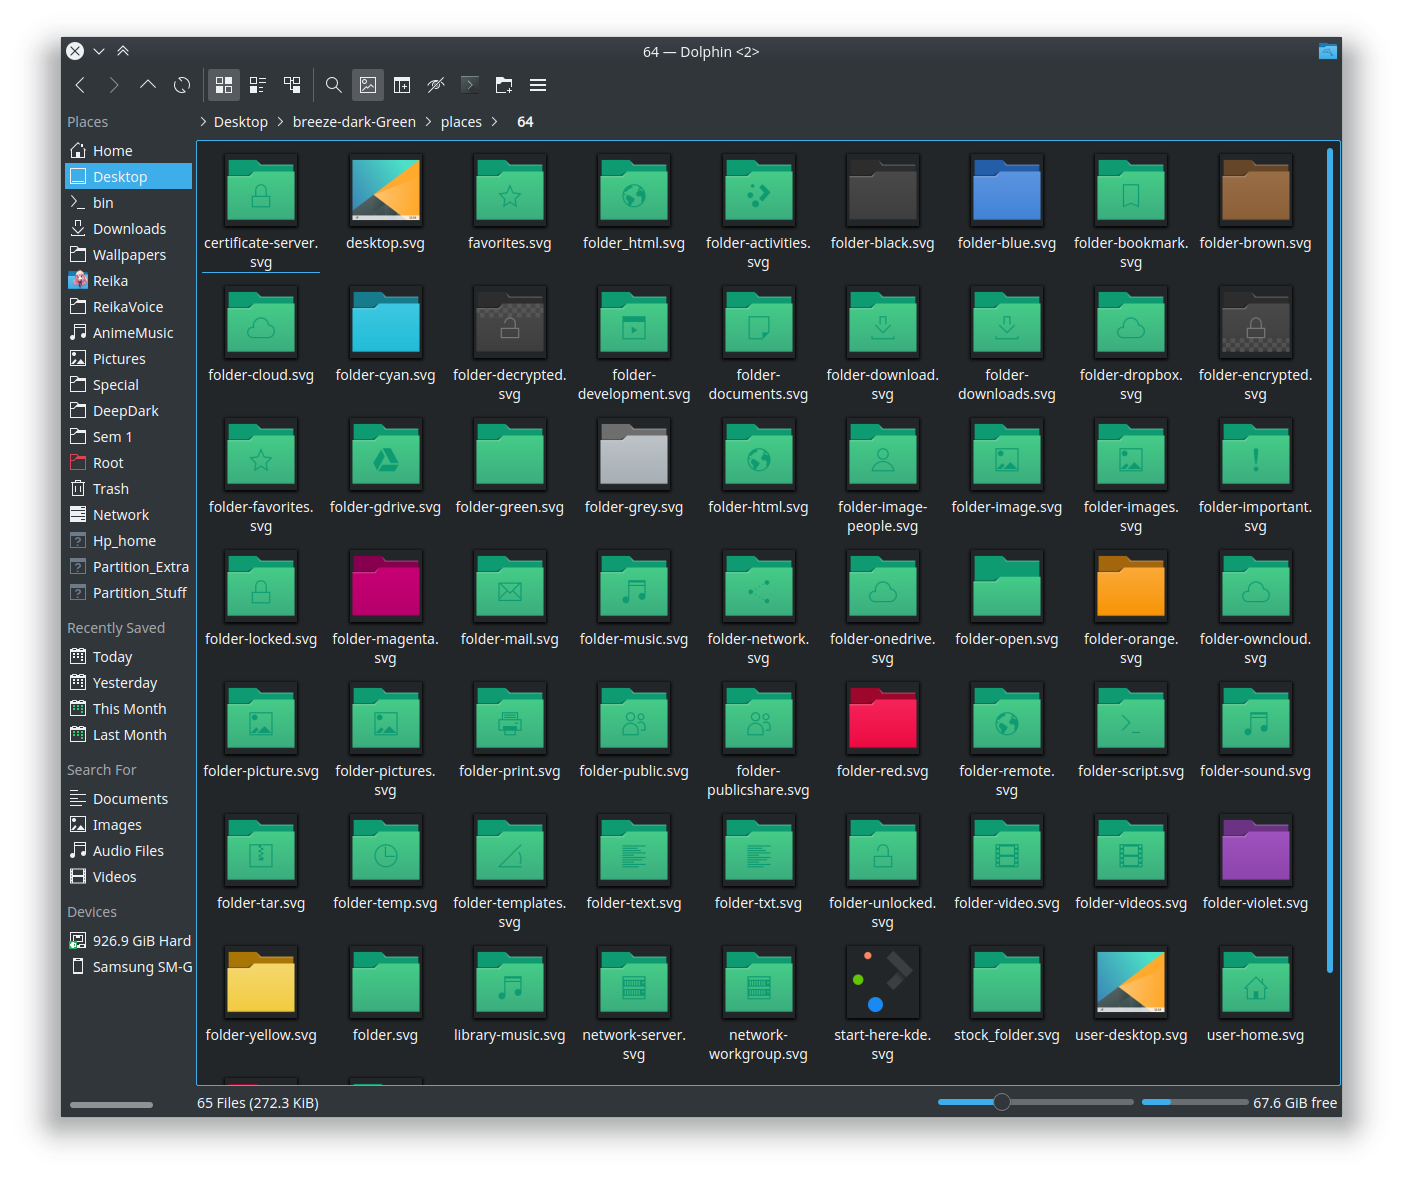 64 — Dolphin <2>
Places
Home
Desktop
bin
Downloads
Wallpapers
Reika
ReikaVoice
AnimeMusic
Pictures
Special
DeepDark
Sem 1
Root
Trash
Network
Hp_home
Partition_Extra
Partition_Stuff
Recently Saved
Today
Yesterday
This Month
Last Month
Search For
Documents
Images
Audio Files
Videos
Devices
926.9 GiB Hard
Samsung SM-G
Desktop > breeze-dark-Green > places > 64
certificate-server.
svg
desktop.svg
favorites.svg
folder_html.svg
folder-activities.
svg
folder-black.svg
folder-blue.svg
folder-bookmark.
svg
folder-brown.svg
folder-cloud.svg
folder-cyan.svg
folder-decrypted.
svg
folder-
development.svg
folder-
documents.svg
folder-download.
svg
folder-
downloads.svg
folder-dropbox.
svg
folder-encrypted.
svg
folder-favorites.
svg
folder-gdrive.svg
folder-green.svg
folder-grey.svg
folder-html.svg
folder-image-
people.svg
folder-image.svg
folder-images.
svg
folder-important.
svg
folder-locked.svg
folder-magenta.
svg
folder-mail.svg
folder-music.svg
folder-network.
svg
folder-onedrive.
svg
folder-open.svg
folder-orange.
svg
folder-owncloud.
svg
folder-picture.svg
folder-pictures.
svg
folder-print.svg
folder-public.svg
folder-
publicshare.svg
folder-red.svg
folder-remote.
svg
folder-script.svg
folder-sound.svg
folder-tar.svg
folder-temp.svg
folder-templates.
svg
folder-text.svg
folder-txt.svg
folder-unlocked.
svg
folder-video.svg
folder-videos.svg
folder-violet.svg
folder-yellow.svg
folder.svg
library-music.svg
network-server.
svg
network-
workgroup.svg
start-here-kde.
svg
stock_folder.svg
user-desktop.svg
user-home.svg
65 Files (272.3 KiB)
67.6 GiB free